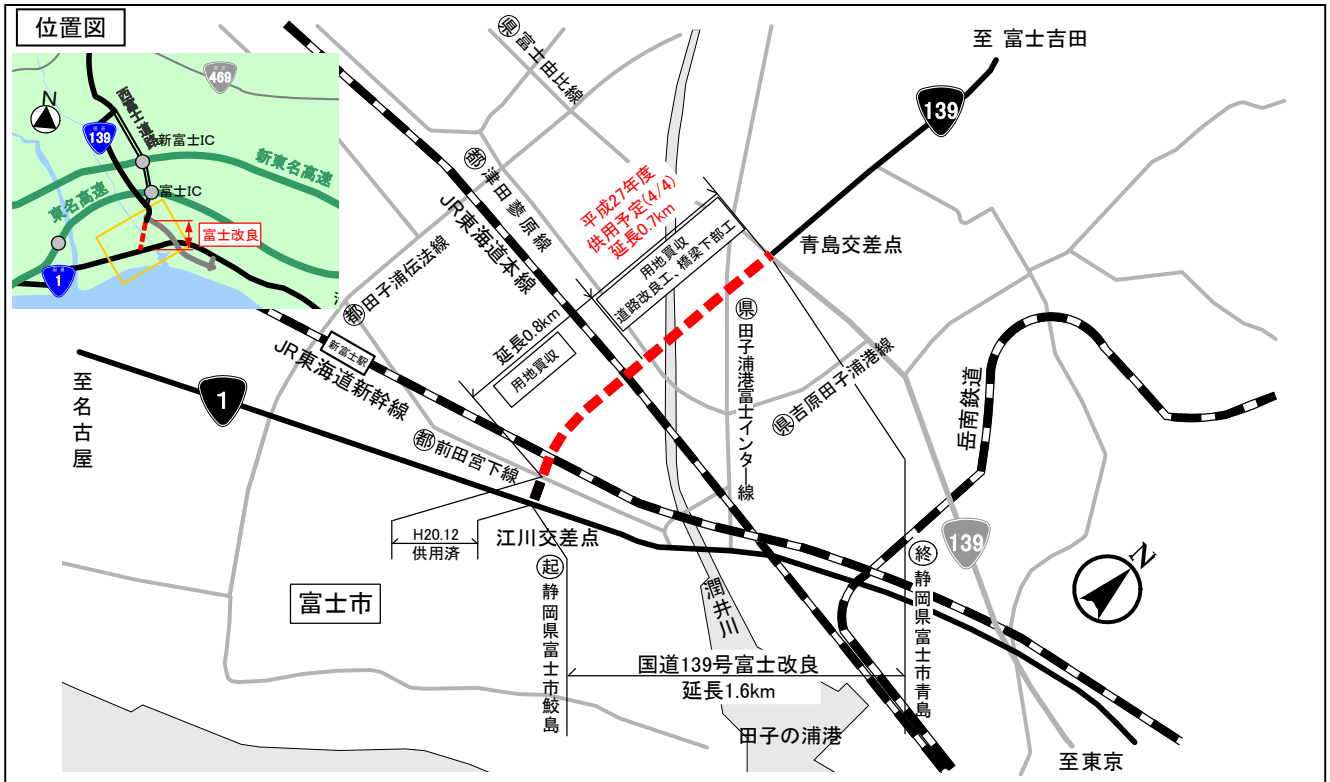 位置図
469
西富士道路
N
国道
139
新富士IC
新東名高速
富士IC
東名高速
富士改良
国道
1
県 富士由比線
至 富士吉田
139
都 津田蓼原線
平成27年度
供用予定(4/4)
延長0.7km
用地買収
道路改良工、橋梁下部工
青島交差点
JR東海道本線
都 田子浦伝法線
延長0.8km
用地買収
県 田子浦港富士インター線
県 吉原田子浦港線
新富士駅
JR東海道新幹線
至名古屋
1
都 前田宮下線
岳南鉄道
H20.12
供用済
江川交差点
139
N
富士市
起 静岡県富士市鮫島
潤井川
終 静岡県富士市青島
国道139号富士改良
延長1.6km
田子の浦港
至東京